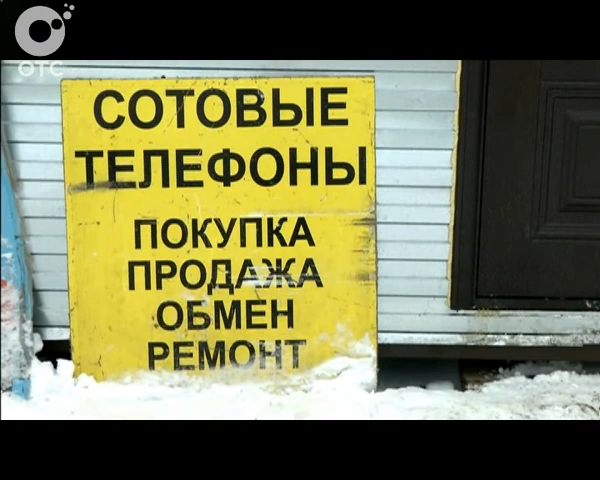 ОТС
СОТОВЫЕ
ТЕЛЕФОНЫ
ПОКУПКА
ПРОДАЖА
ОБМЕН
РЕМОНТ